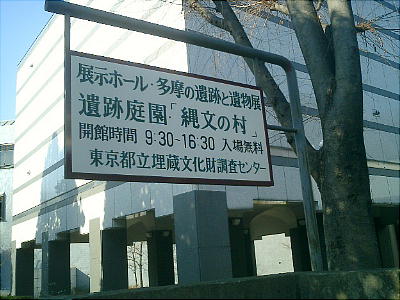 展示ホール・多摩の遺跡と遺物展
遺跡庭園・「縄文の村」
開館時間 9:30~16:30 入場無料
東京都立埋蔵文化財調査センター